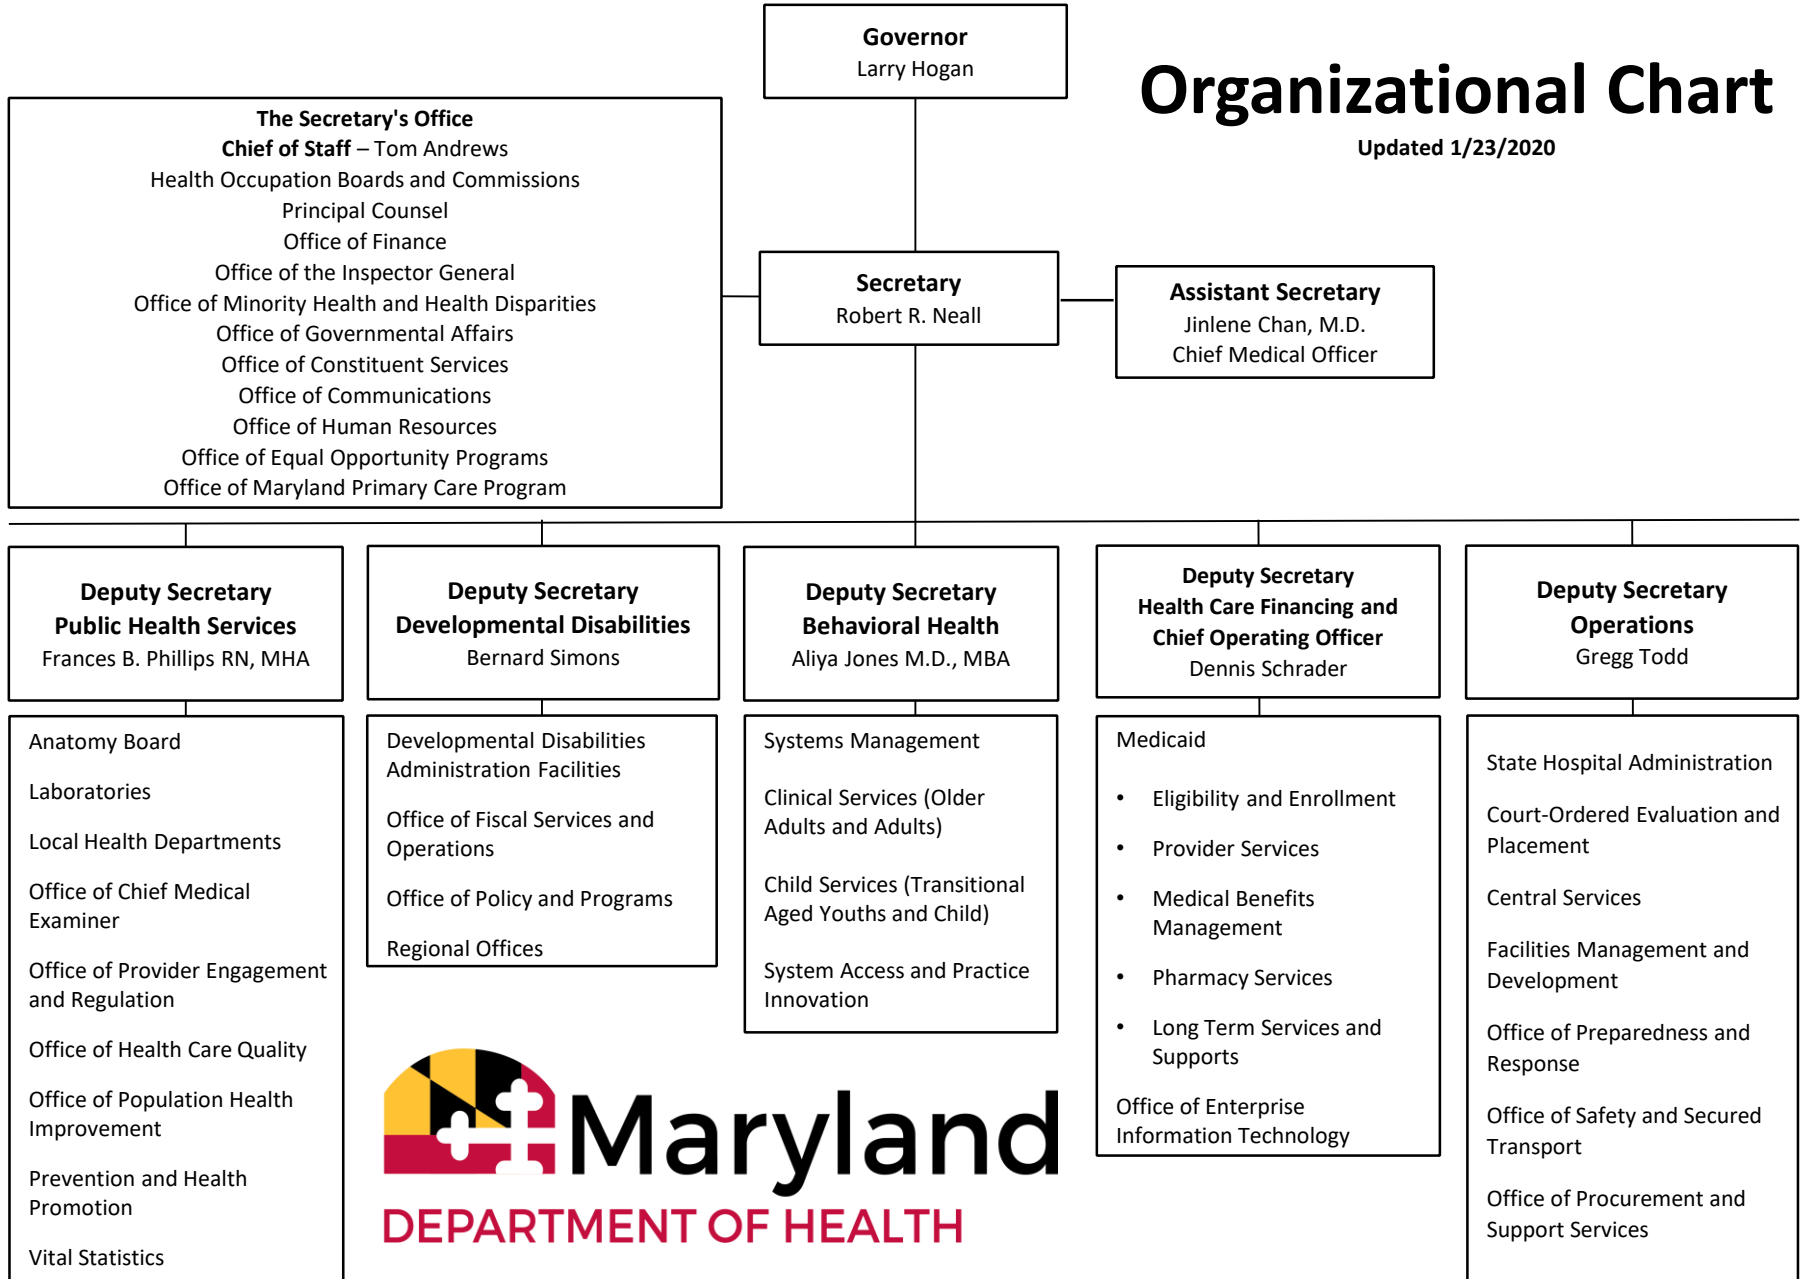 Governor
Larry Hogan
Organizational Chart
Updated 1/23/2020
The Secretary's Office
Chief of Staff – Tom Andrews
Health Occupation Boards and Commissions
Principal Counsel
Office of Finance
Office of the Inspector General
Office of Minority Health and Health Disparities
Office of Governmental Affairs
Office of Constituent Services
Office of Communications
Office of Human Resources
Office of Equal Opportunity Programs
Office of Maryland Primary Care Program
Secretary
Robert R. Neall
Assistant Secretary
Jinlene Chan, M.D.
Chief Medical Officer
Deputy Secretary
Public Health Services
Frances B. Phillips RN, MHA
Anatomy Board
Laboratories
Local Health Departments
Office of Chief Medical
Examiner
Office of Provider Engagement
and Regulation
Office of Health Care Quality
Office of Population Health
Improvement
Prevention and Health
Promotion
Vital Statistics
Deputy Secretary
Developmental Disabilities
Bernard Simons
Developmental Disabilities
Administration Facilities
Office of Fiscal Services and
Operations
Office of Policy and Programs
Regional Offices
Deputy Secretary
Behavioral Health
Aliya Jones M.D., MBA
Systems Management
Clinical Services (Older
Adults and Adults)
Child Services (Transitional
Aged Youths and Child)
System Access and Practice
Innovation
Deputy Secretary
Health Care Financing and
Chief Operating Officer
Dennis Schrader
Medicaid
• Eligibility and Enrollment
• Provider Services
• Medical Benefits
Management
• Pharmacy Services
• Long Term Services and
Supports
Office of Enterprise
Information Technology
Deputy Secretary
Operations
Gregg Todd
State Hospital Administration
Court-Ordered Evaluation and
Placement
Central Services
Facilities Management and
Development
Office of Preparedness and
Response
Office of Safety and Secured
Transport
Office of Procurement and
Support Services
Maryland
DEPARTMENT OF HEALTH